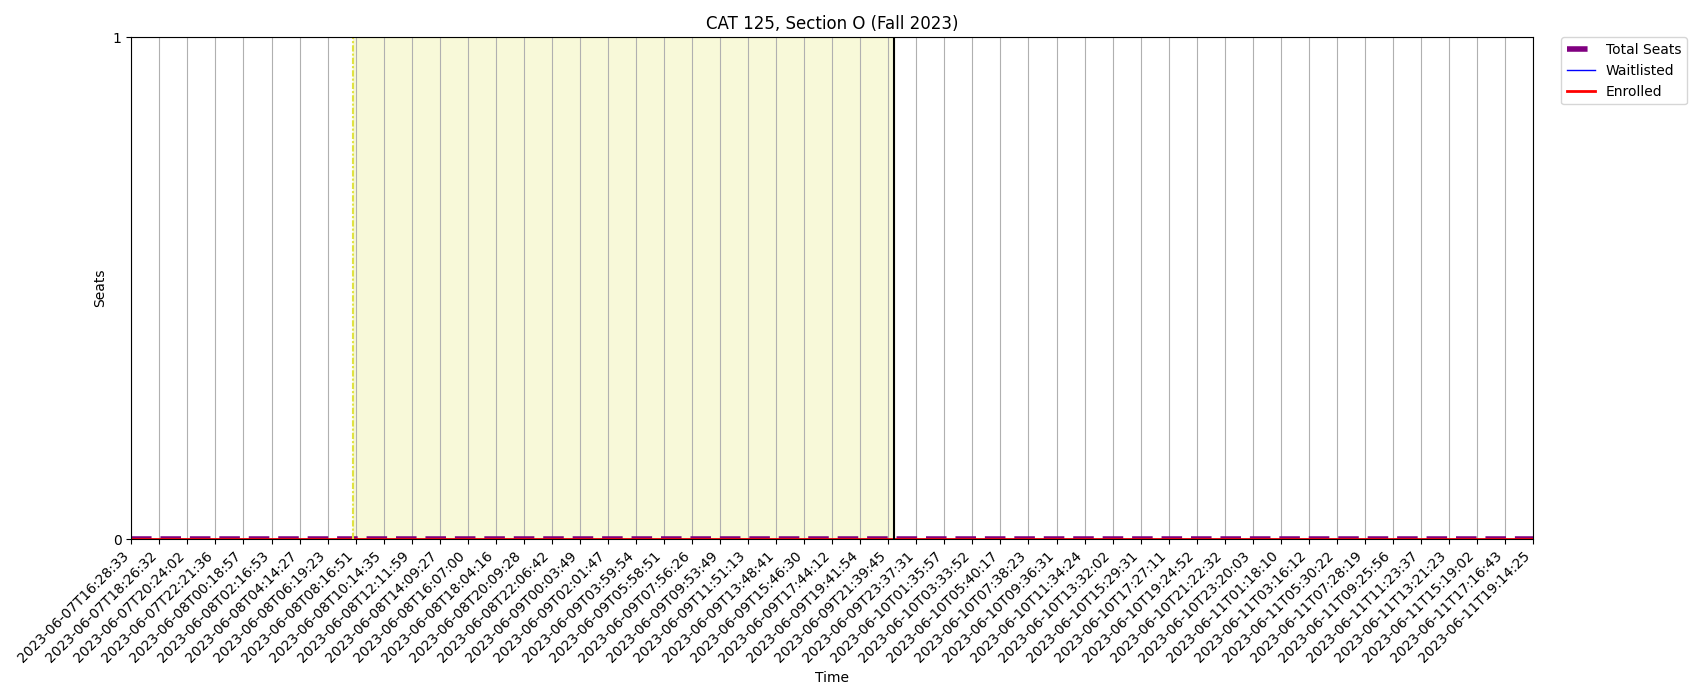 CAT 125, Section O (Fall 2023)
Total Seats
Waitlisted
Enrolled
Seats
1
0
2023-06-07T16:28:33
2023-06-07T18:26:32
2023-06-07T20:24:02
2023-06-07T22:21:36
2023-06-08T00:18:57
2023-06-08T02:16:53
2023-06-08T04:14:27
2023-06-08T06:19:23
2023-06-08T08:16:51
2023-06-08T10:14:35
2023-06-08T12:11:59
2023-06-08T14:09:27
2023-06-08T16:07:00
2023-06-08T18:04:16
2023-06-08T20:09:28
2023-06-08T22:06:42
2023-06-09T00:03:49
2023-06-09T02:01:47
2023-06-09T03:59:54
2023-06-09T05:58:51
2023-06-09T07:56:26
2023-06-09T09:53:49
2023-06-09T11:51:13
2023-06-09T13:48:41
2023-06-09T15:46:30
2023-06-09T17:44:12
2023-06-09T19:41:54
2023-06-09T21:39:45
2023-06-09T23:37:31
2023-06-10T01:35:57
2023-06-10T03:33:52
2023-06-10T05:40:17
2023-06-10T07:38:23
2023-06-10T09:36:31
2023-06-10T11:34:24
2023-06-10T13:32:02
2023-06-10T15:29:31
2023-06-10T17:27:11
2023-06-10T19:24:52
2023-06-10T21:22:32
2023-06-10T23:20:03
2023-06-11T01:18:10
2023-06-11T03:16:12
2023-06-11T05:30:22
2023-06-11T07:28:19
2023-06-11T09:25:56
2023-06-11T11:23:37
2023-06-11T13:21:23
2023-06-11T15:19:02
2023-06-11T17:16:43
2023-06-11T19:14:25
Time